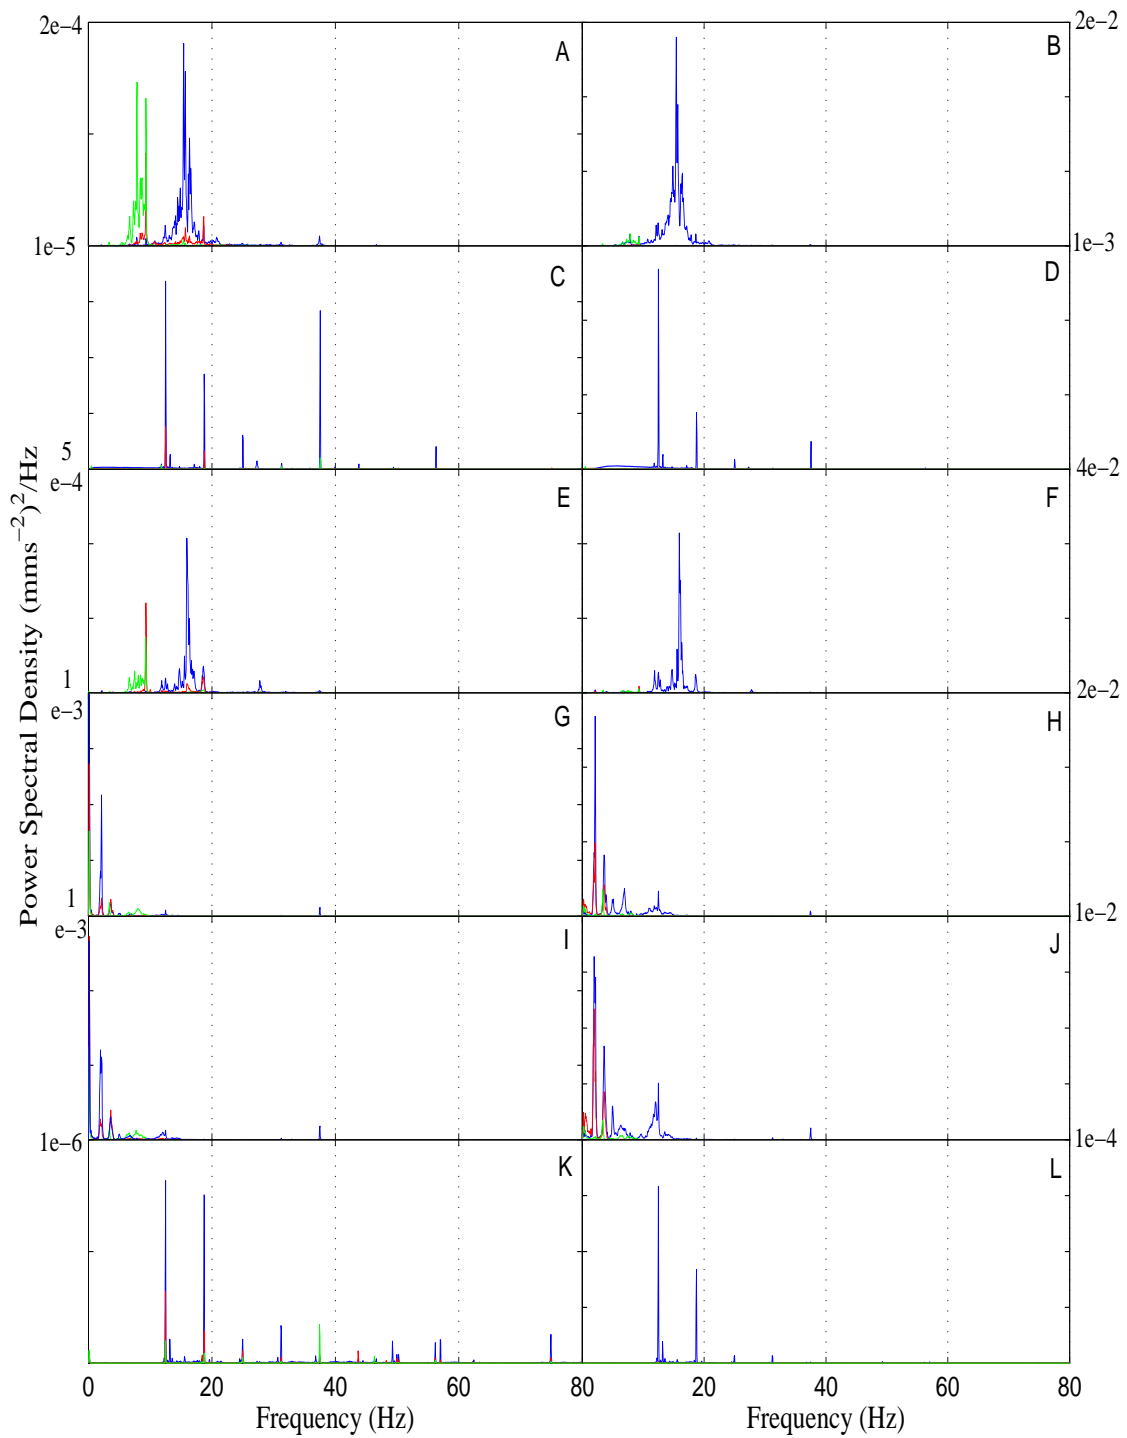 2e−4
2e−2
A
B
1e−5
1e−3
C
D
5
e−4
4e−2
E
F
1
e−3
2e−2
G
H
1
e−3
1e−2
I
J
1e−6
1e−4
K
L
Power Spectral Density (mms−2)2/Hz
0 20 40 60 80 20 40 60 80
Frequency (Hz) Frequency (Hz)